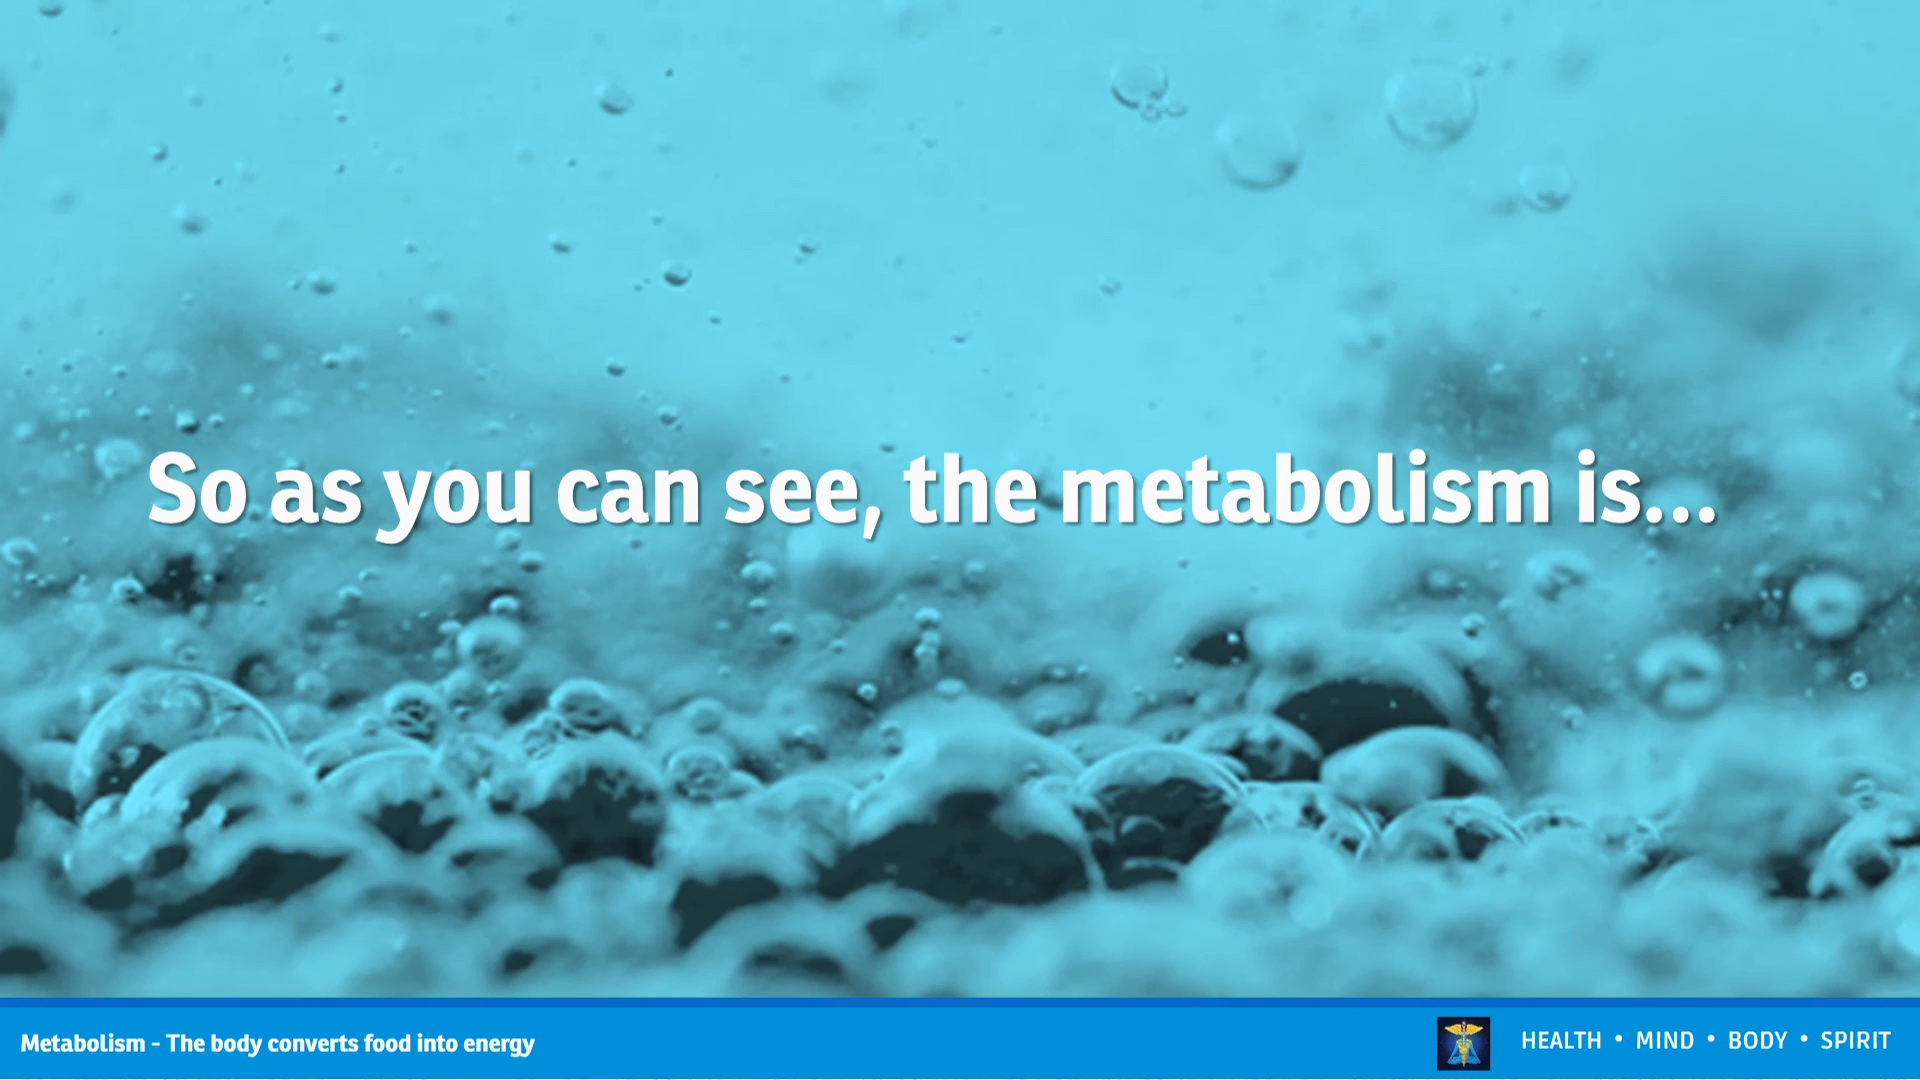 So as you can see, the metabolism is...
Metabolism - The body converts food into energy
HEALTH • MIND • BODY • SPIRIT